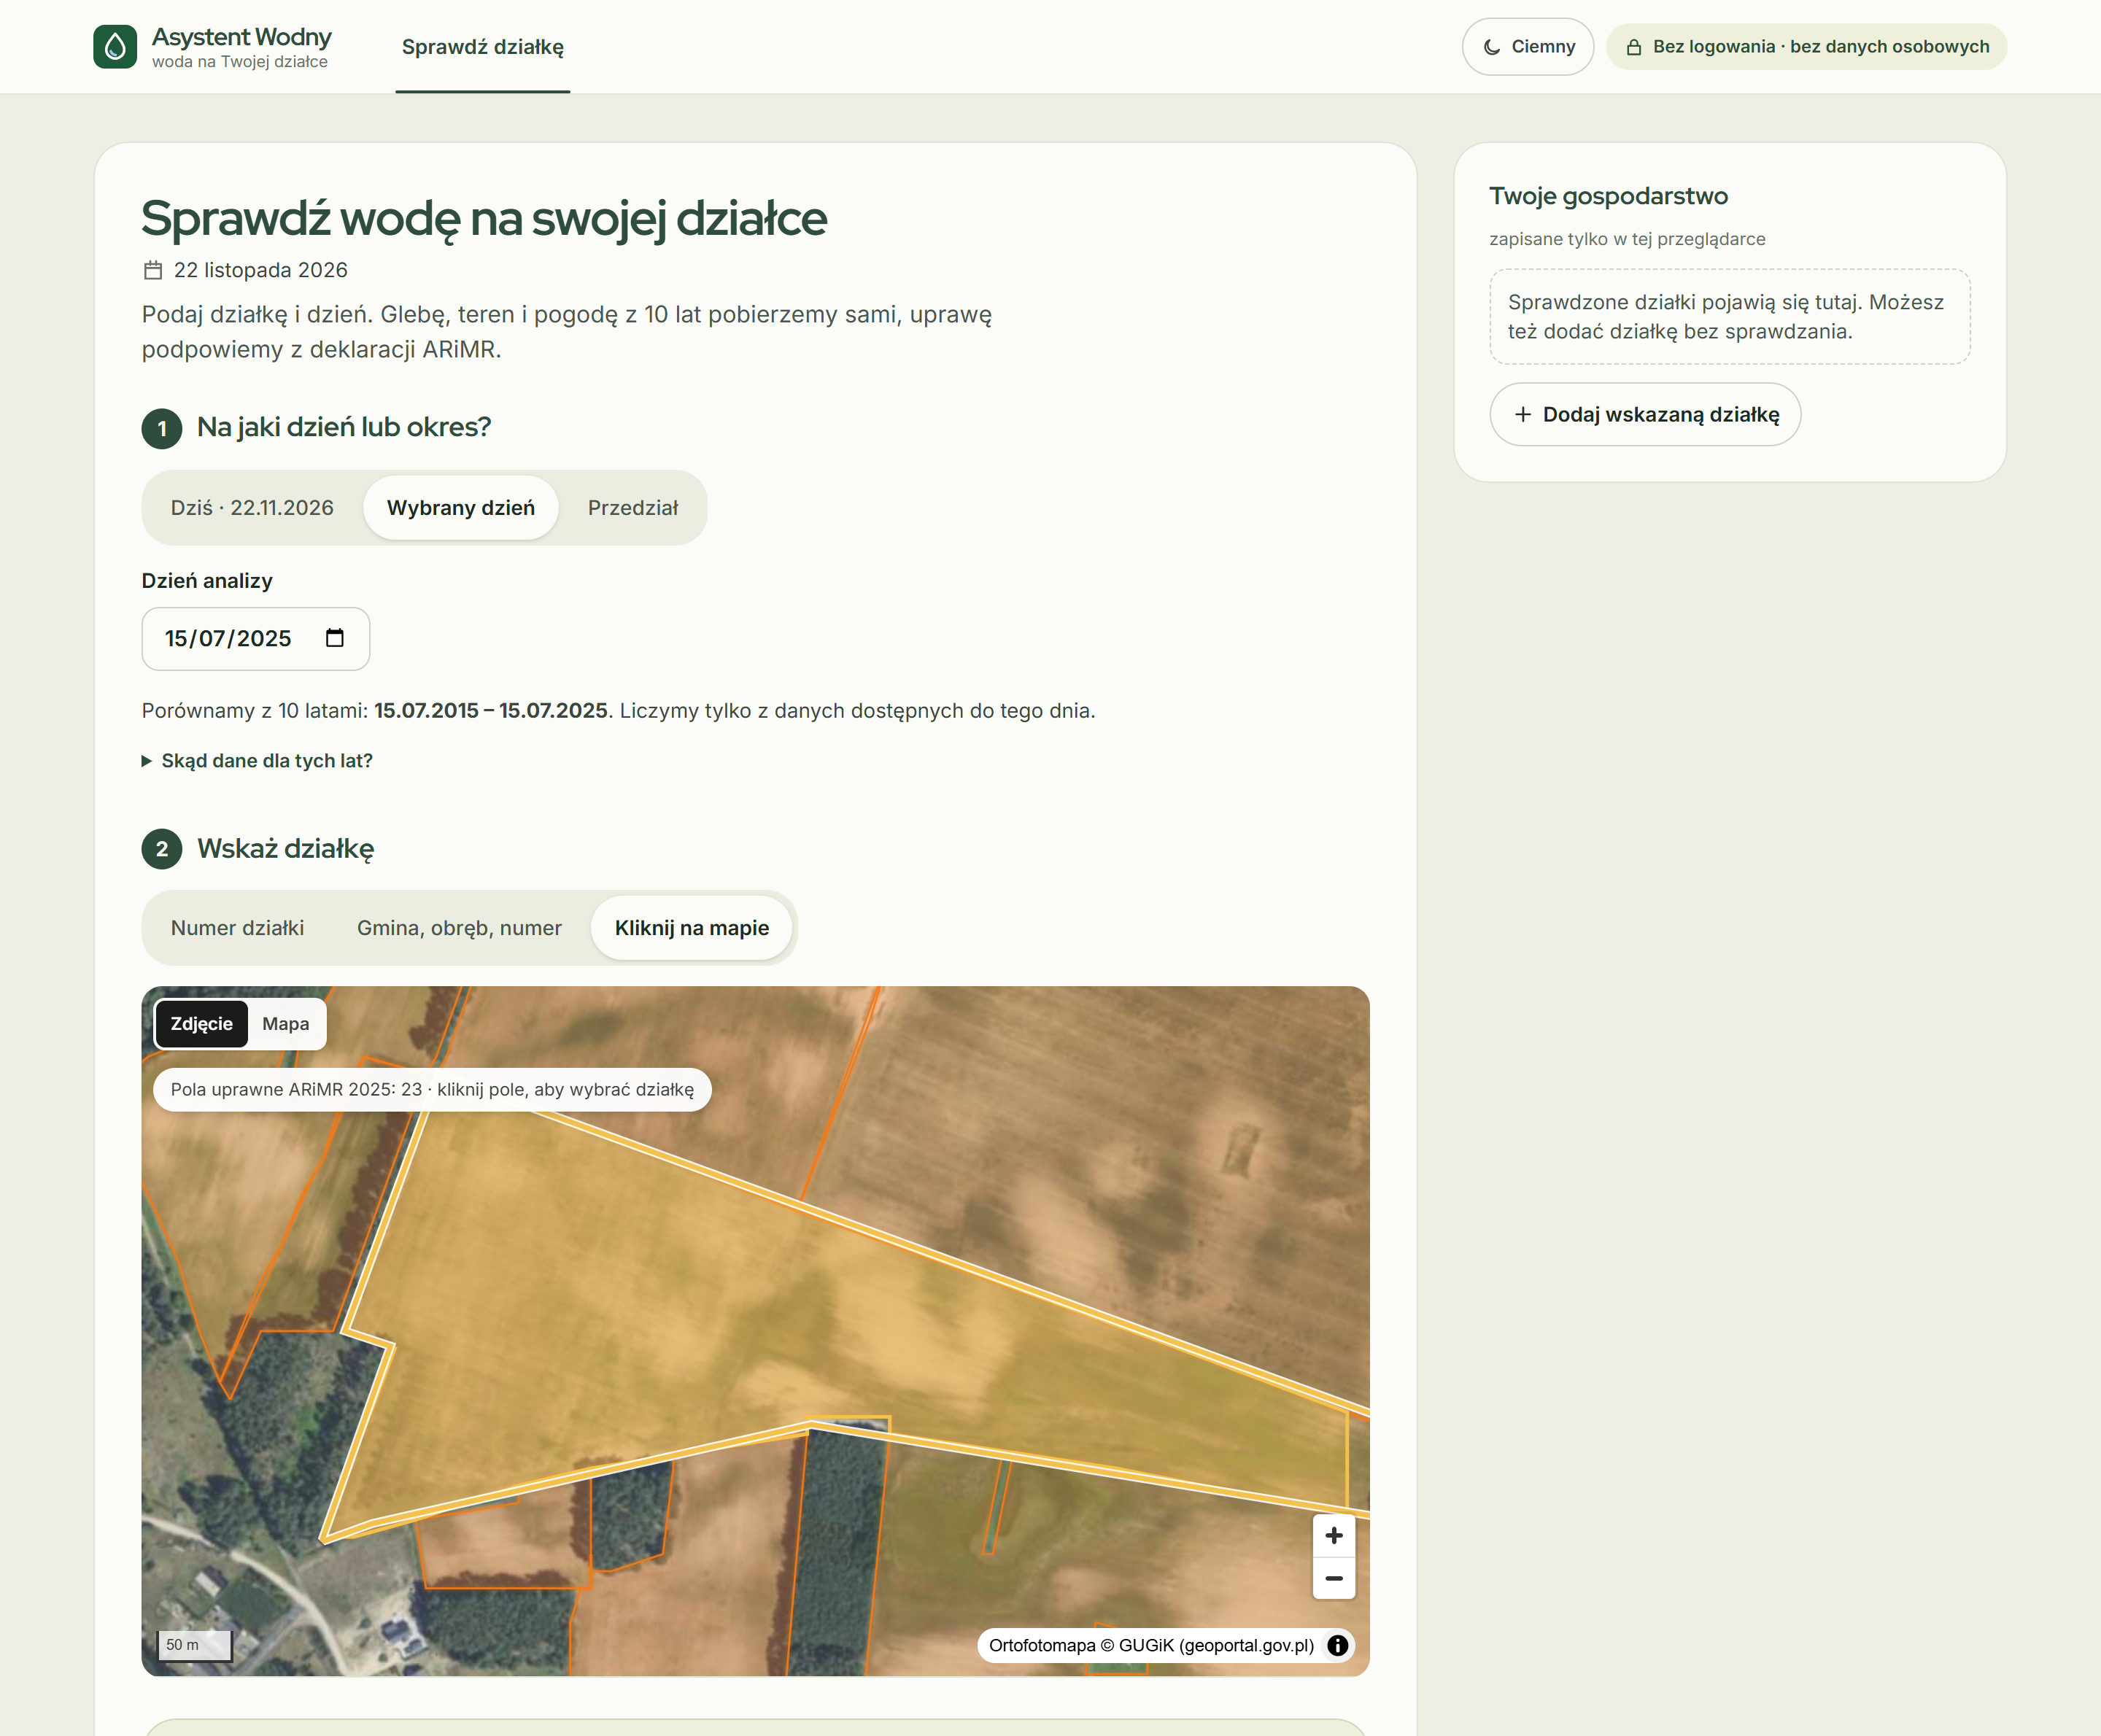 Asystent Wodny
woda na Twojej działce
Sprawdź działkę
Ciemny
Bez logowania · bez danych osobowych
Sprawdź wodę na swojej działce
22 listopada 2026
Podaj działkę i dzień. Glebę, teren i pogodę z 10 lat pobierzemy sami, uprawę
podpowiemy z deklaracji ARiMR.
1 Na jaki dzień lub okres?
Dziś · 22.11.2026
Wybrany dzień
Przedział
Dzień analizy
15/07/2025
Porównamy z 10 latami: 15.07.2015 – 15.07.2025. Liczymy tylko z danych dostępnych do tego dnia.
Skąd dane dla tych lat?
2 Wskaż działkę
Numer działki
Gmina, obręb, numer
Kliknij na mapie
Zdjęcie
Mapa
Pola uprawne ARiMR 2025: 23 · kliknij pole, aby wybrać działkę
50 m
Ortofotomapa © GUGiK (geoportal.gov.pl)
Twoje gospodarstwo
zapisane tylko w tej przeglądarce
Sprawdzone działki pojawią się tutaj. Możesz
też dodać działkę bez sprawdzania.
Dodaj wskazaną działkę